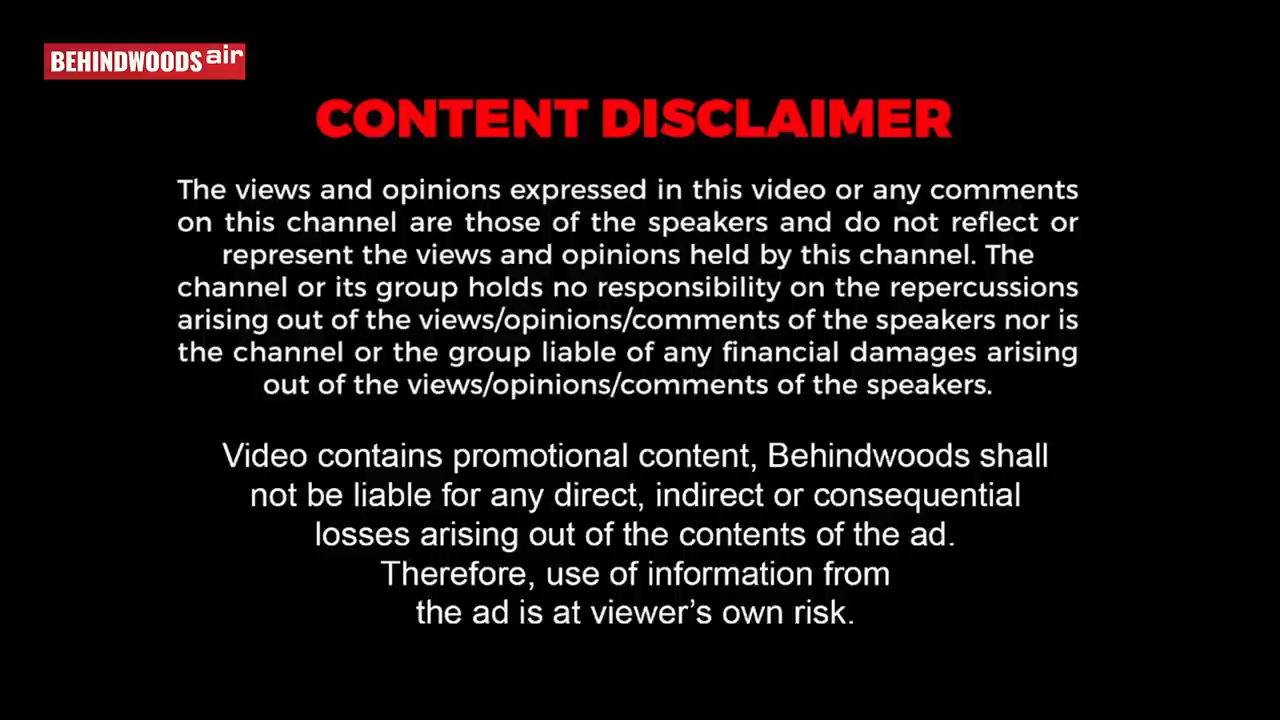 BEHINDWOODS air
CONTENT DISCLAIMER
The views and opinions expressed in this video or any comments
on this channel are those of the speakers and do not reflect or
represent the views and opinions held by this channel. The
channel or its group holds no responsibility on the repercussions
arising out of the views/opinions/comments of the speakers nor is
the channel or the group liable of any financial damages arising
out of the views/opinions/comments of the speakers.
Video contains promotional content, Behindwoods shall
not be liable for any direct, indirect or consequential
losses arising out of the contents of the ad.
Therefore, use of information from
the ad is at viewer’s own risk.